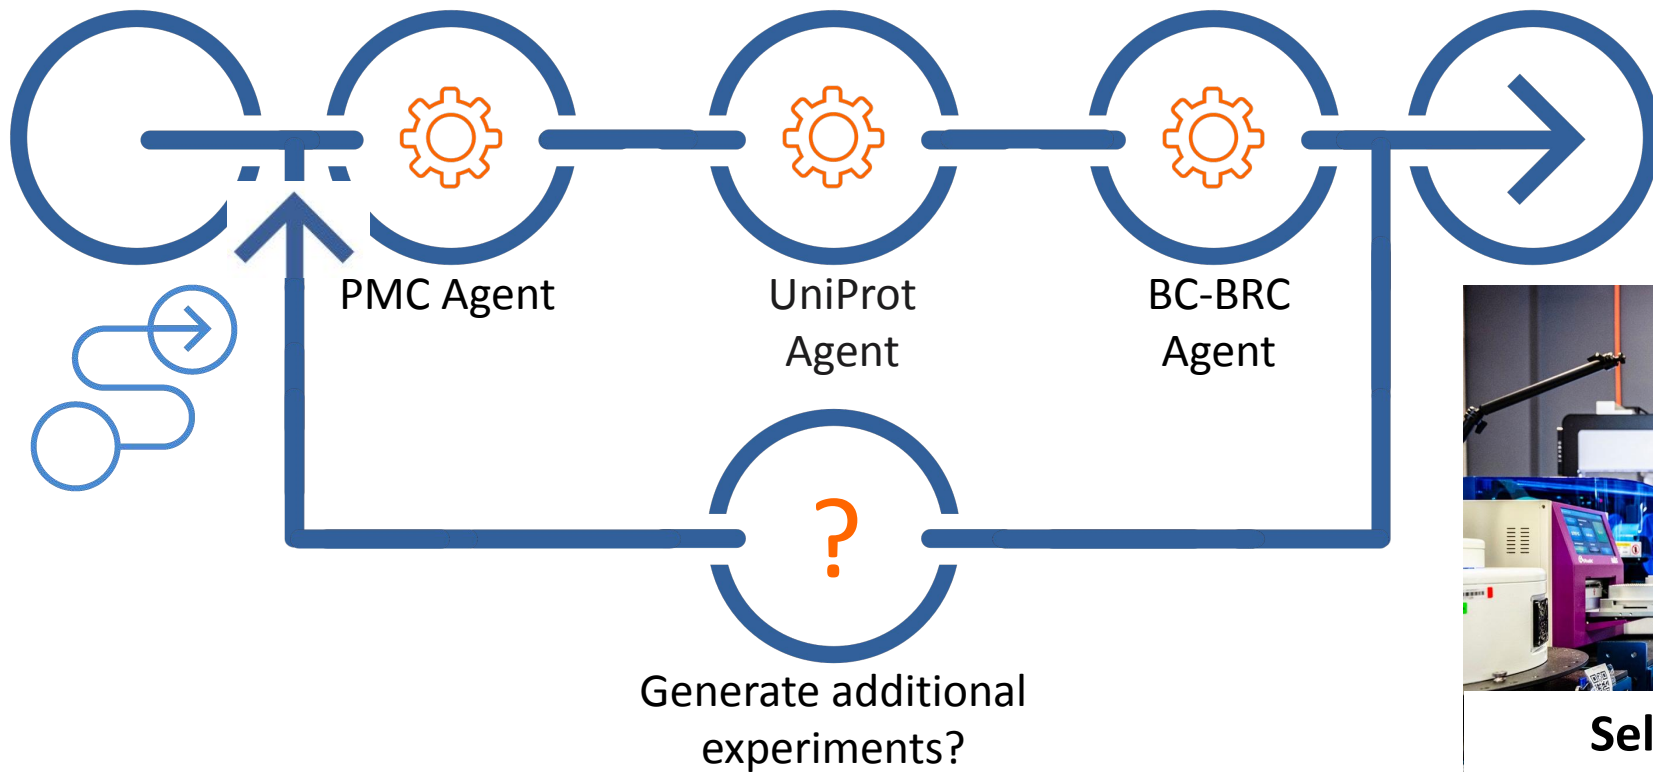 PMC Agent
UniProt
Agent
BC-BRC
Agent
?
Generate additional
experiments?
Sel